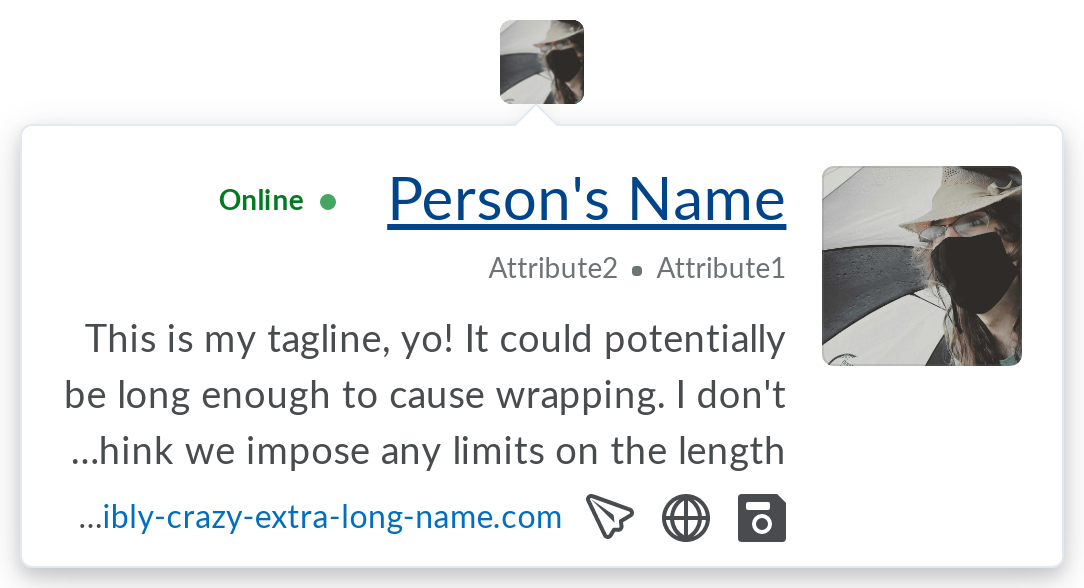 Person's Name
Online
Attribute1 • Attribute2
This is my tagline, yo! It could potentially
be long enough to cause wrapping. I don't
...hink we impose any limits on the length
...ibly-crazy-extra-long-name.com